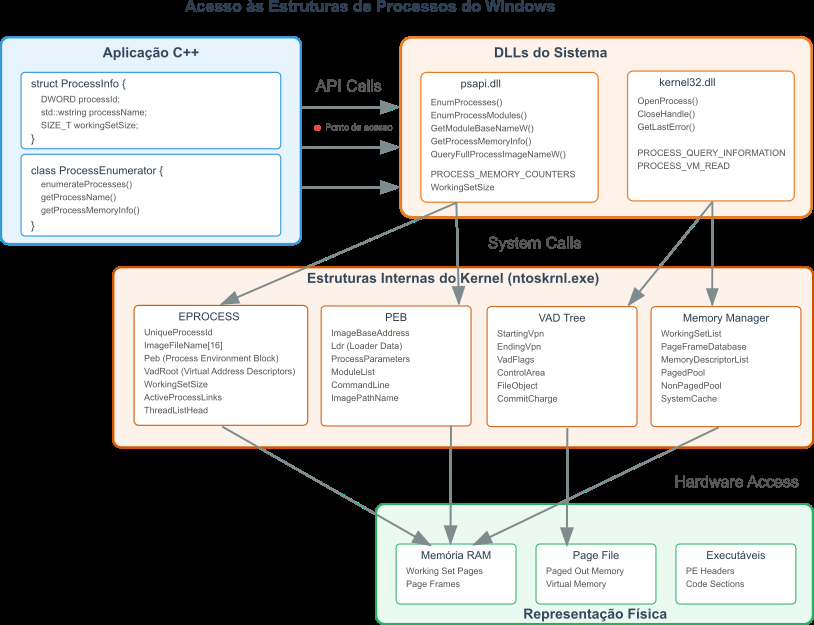 Acesso às Estruturas de Processos do Windows
Aplicação C++
struct ProcessInfo {
DWORD processId;
std::wstring processName;
SIZE_T workingSetSize;
}
class ProcessEnumerator {
enumerateProcesses()
getProcessName()
getProcessMemoryInfo()
}
API Calls
Ponto de acesso
DLLs do Sistema
psapi.dll
EnumProcesses()
EnumProcessModules()
GetModuleBaseNameW()
GetProcessMemoryInfo()
QueryFullProcessImageNameW()
PROCESS_MEMORY_COUNTERS
WorkingSetSize
kernel32.dll
OpenProcess()
CloseHandle()
GetLastError()
PROCESS_QUERY_INFORMATION
PROCESS_VM_READ
System Calls
Estruturas Internas do Kernel (ntoskrnl.exe)
EPROCESS
UniqueProcessId
ImageFileName[16]
Peb (Process Environment Block)
VadRoot (Virtual Address Descriptors)
WorkingSetSize
ActiveProcessLinks
ThreadListHead
PEB
ImageBaseAddress
Ldr (Loader Data)
ProcessParameters
ModuleList
CommandLine
ImagePathName
VAD Tree
StartingVpn
EndingVpn
VadFlags
ControlArea
FileObject
CommitCharge
Memory Manager
WorkingSetList
PageFrameDatabase
MemoryDescriptorList
PagedPool
NonPagedPool
SystemCache
Hardware Access
Memória RAM
Working Set Pages
Page Frames
Page File
Paged Out Memory
Virtual Memory
Executáveis
PE Headers
Code Sections
Representação Física